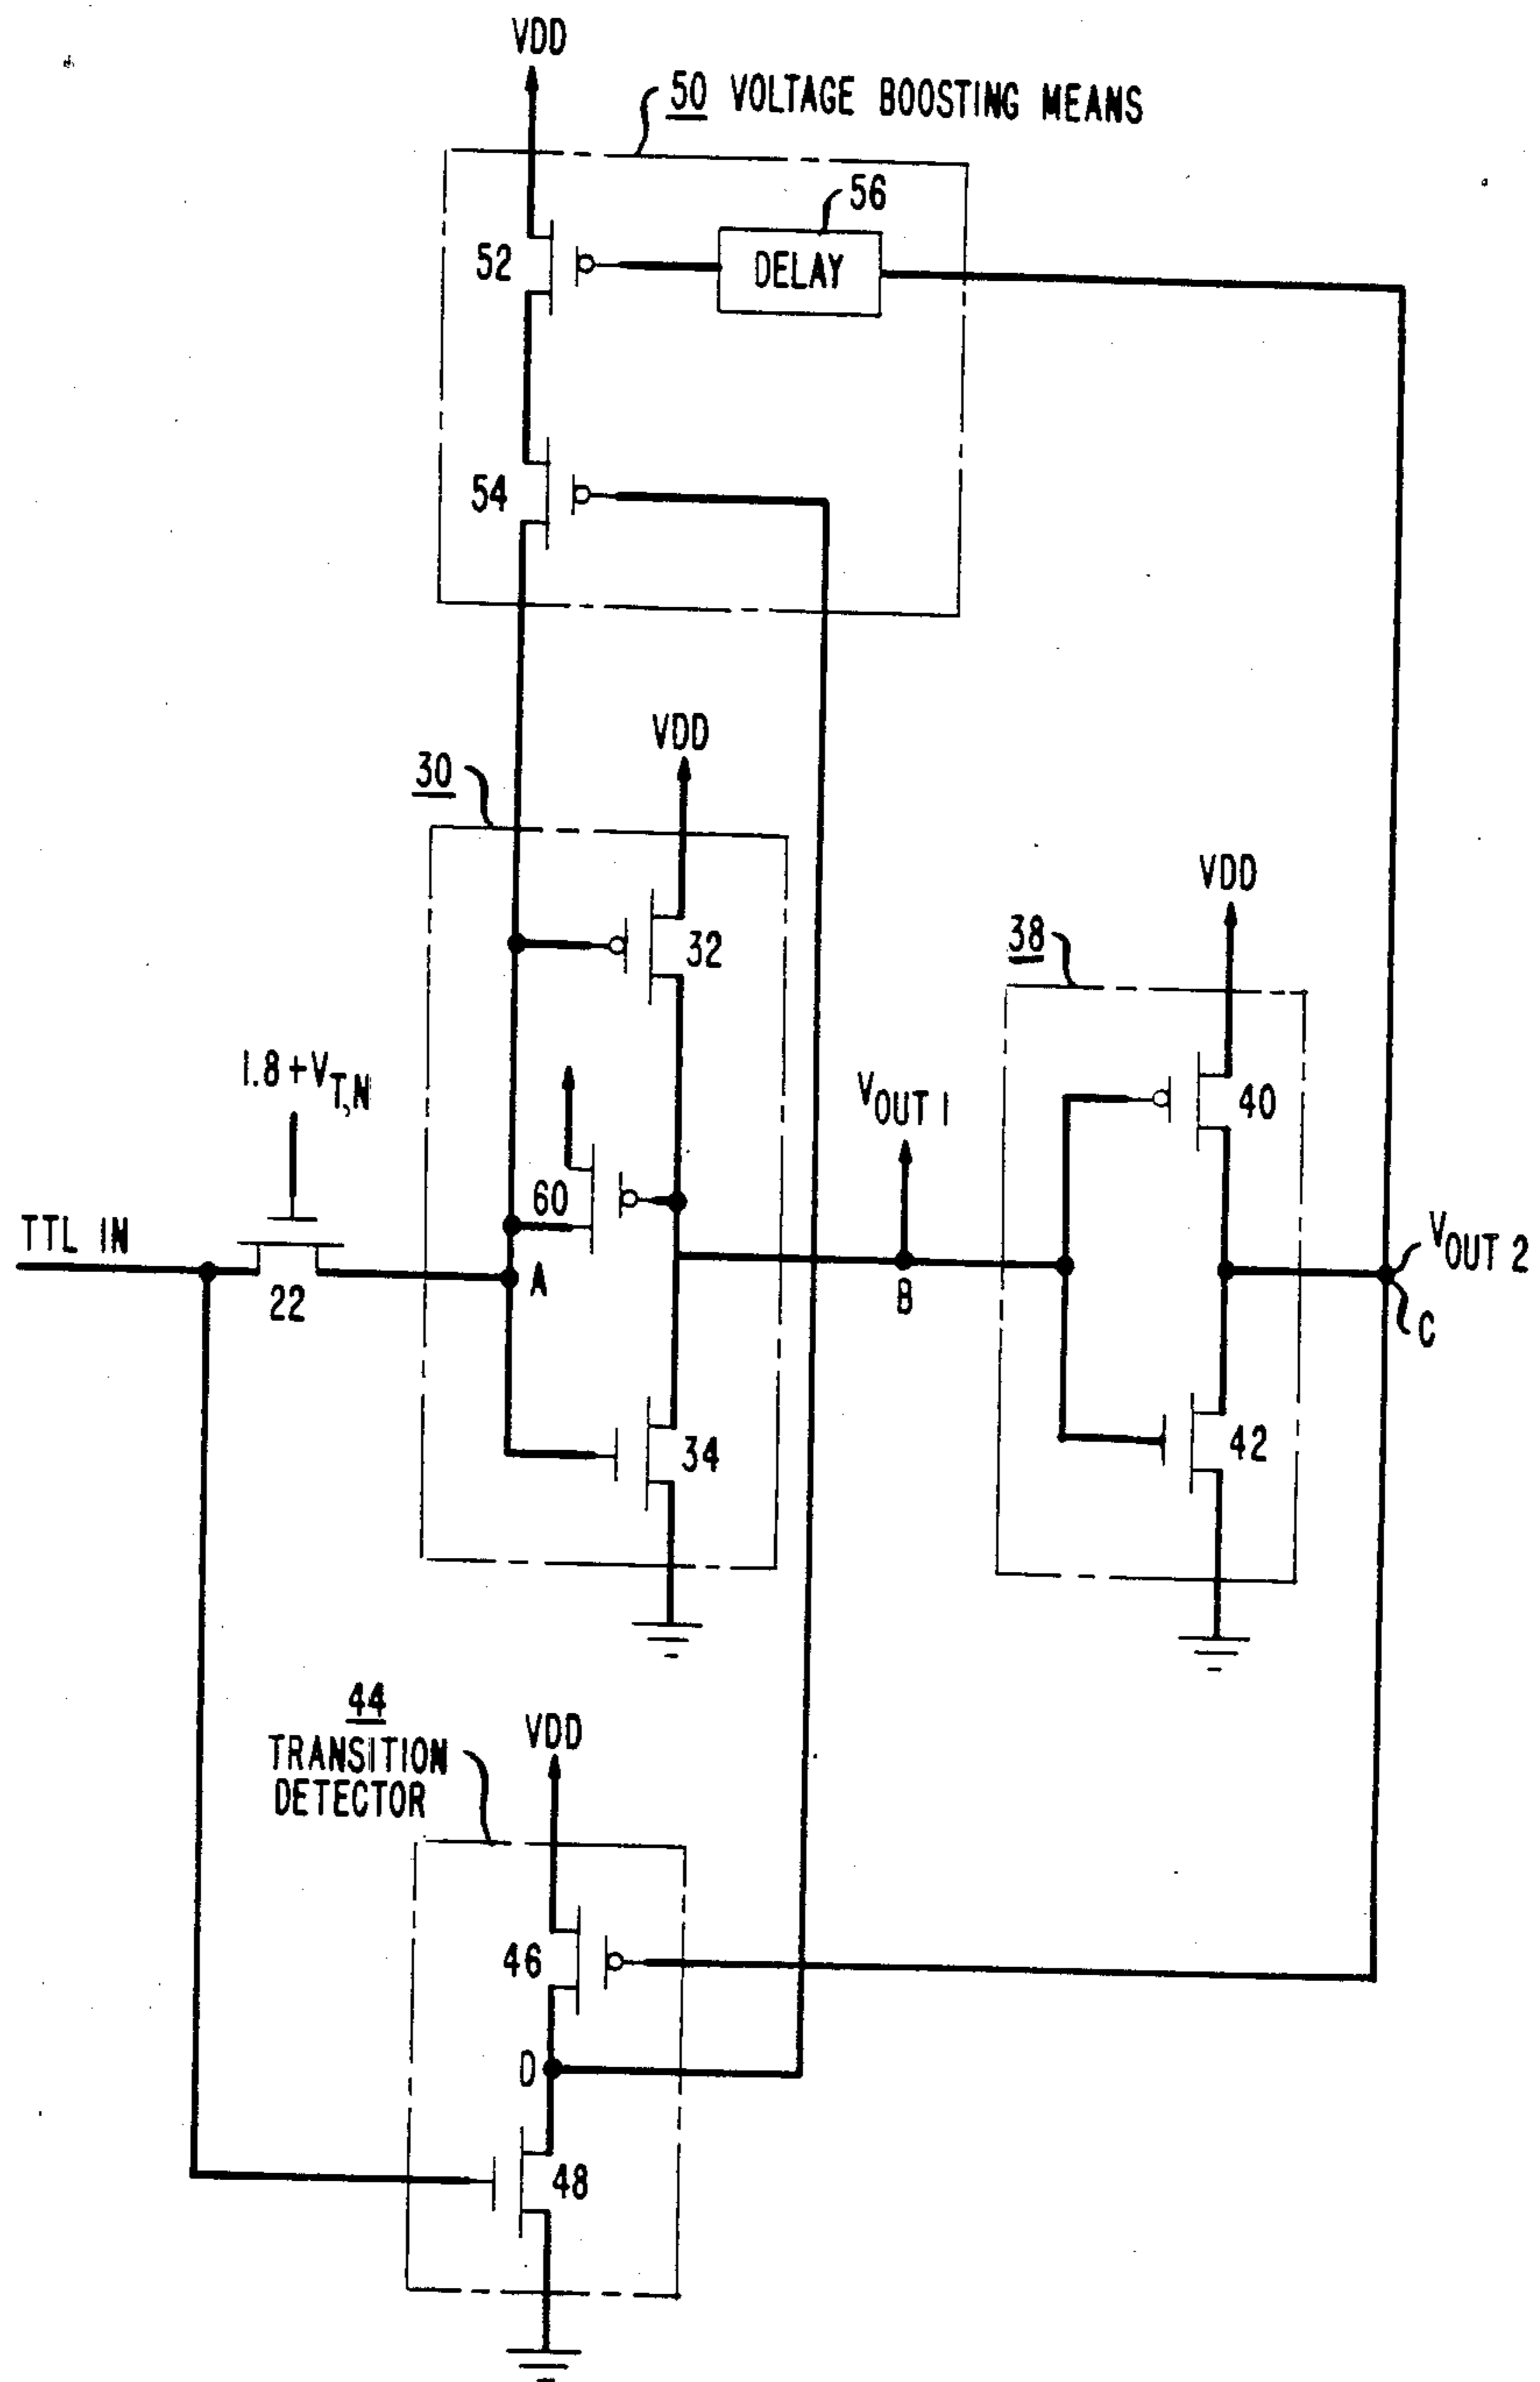 VDD
50 VOLTAGE BOOSTING MEANS
56
52
DELAY
54
VDD
30
VDD
32
38
1.8+VT,N
VOUT 1
40
60
TTL IN
A
VOUT 2
22
B
C
34
42
44
TRANSITION
DETECTOR
VDD
46
D
48